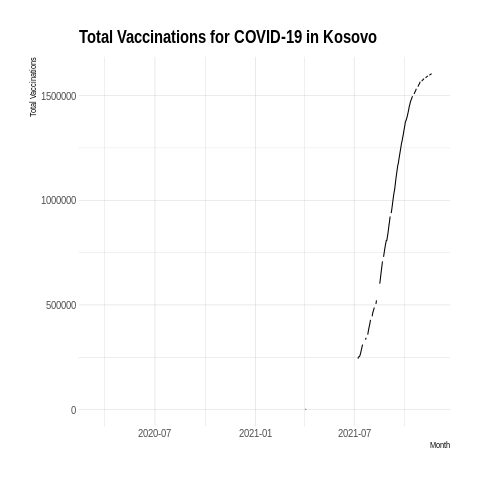 Total Vaccinations for COVID-19 in Kosovo
Total Vaccinations
1500000
1000000
500000
0
2020-07 2021-01 2021-07
Month